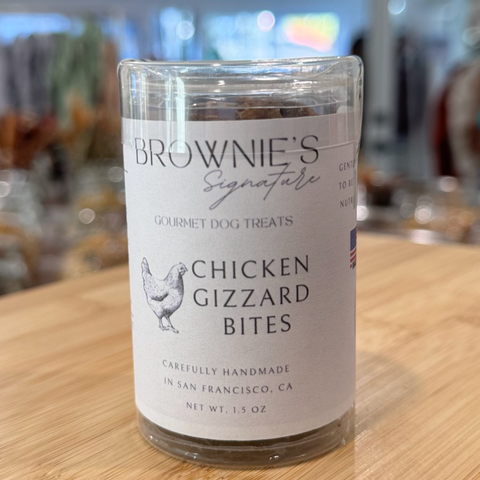 BROWNIE'S
Signature
GOURMET DOG TREATS
CHICKEN
GIZZARD
BITES
CAREFULLY HANDMADE
IN SAN FRANCISCO, CA
NET WT, 1.5 OZ
TO